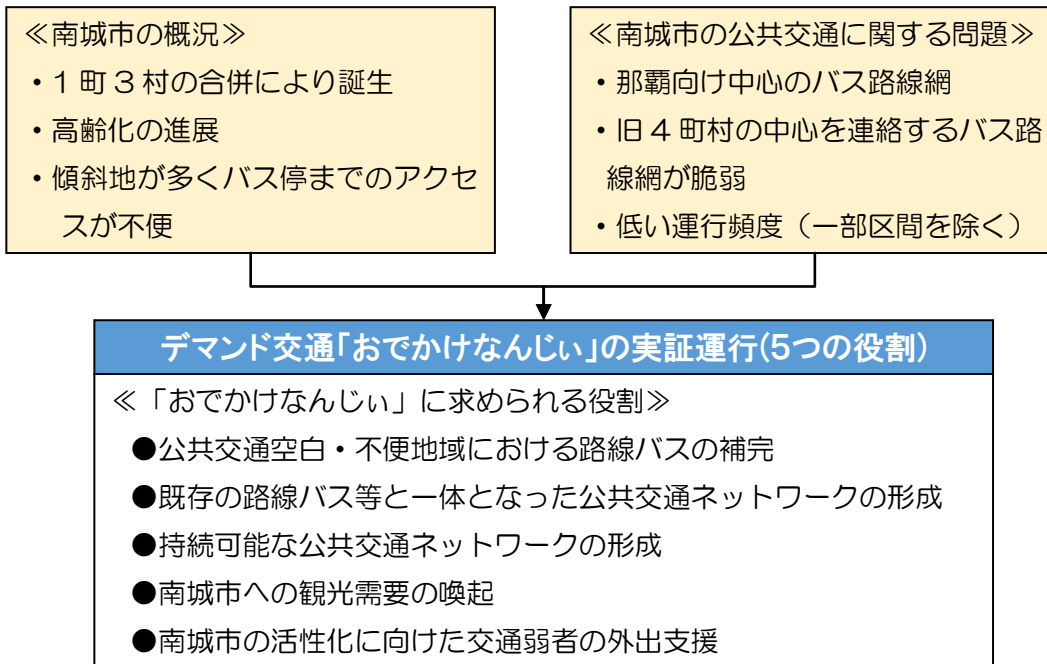 ≪南城市の概況≫
・1 町 3 村の合併により誕生
・高齢化の進展
・傾斜地が多くバス停までのアクセ
スが不便
≪南城市の公共交通に関する問題≫
・那覇向け中心のバス路線網
・旧 4 町村の中心を連絡するバス路
線網が脆弱
・低い運行頻度（一部区間を除く）
デマンド交通「おでかけなんじぃ」の実証運行(5つの役割)
≪「おでかけなんじぃ」に求められる役割≫
●公共交通空白・不便地域における路線バスの補完
●既存の路線バス等と一体となった公共交通ネットワークの形成
●持続可能な公共交通ネットワークの形成
●南城市への観光需要の喚起
●南城市の活性化に向けた交通弱者の外出支援